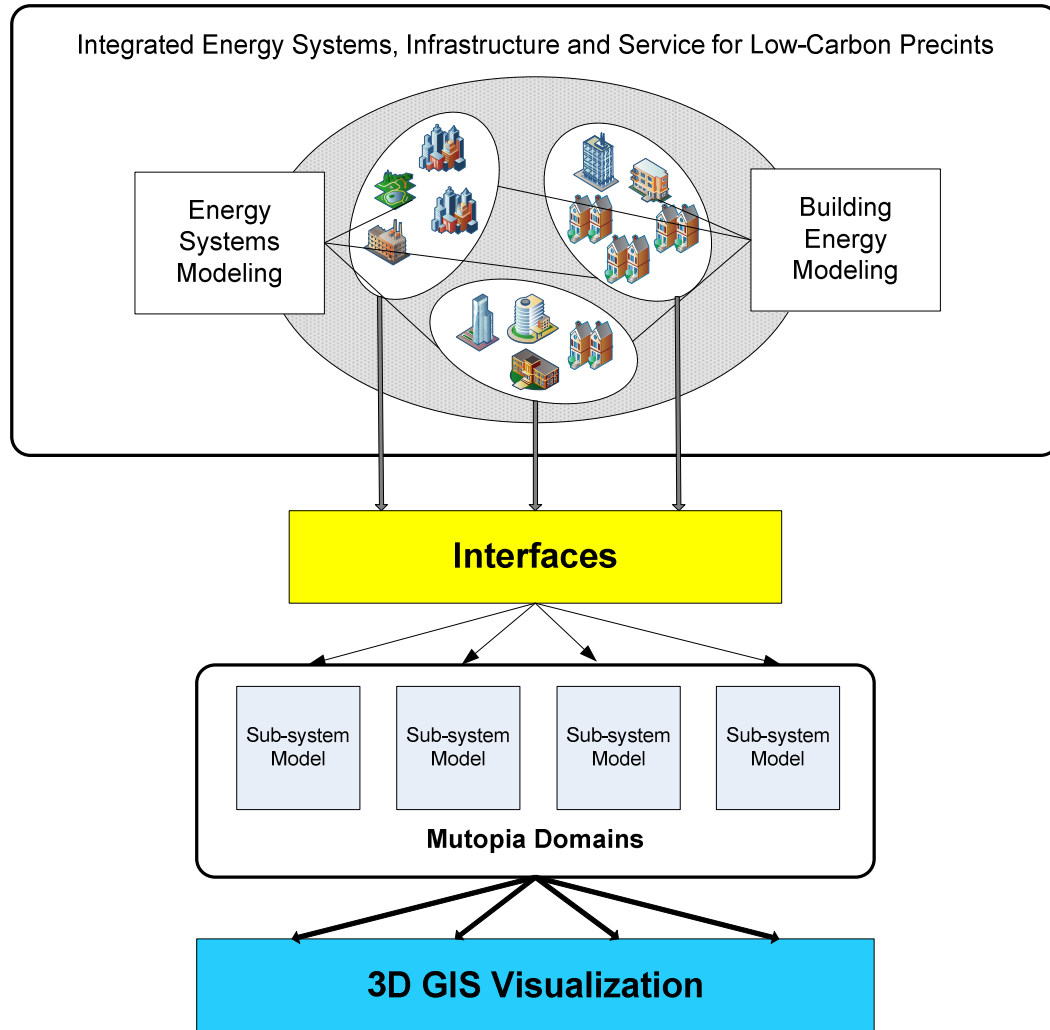 Integrated Energy Systems, Infrastructure and Service for Low-Carbon Precints
Energy
Systems
Modeling
Building
Energy
Modeling
Interfaces
Sub-system
Model
Sub-system
Model
Sub-system
Model
Sub-system
Model
Mutopia Domains
3D GIS Visualization